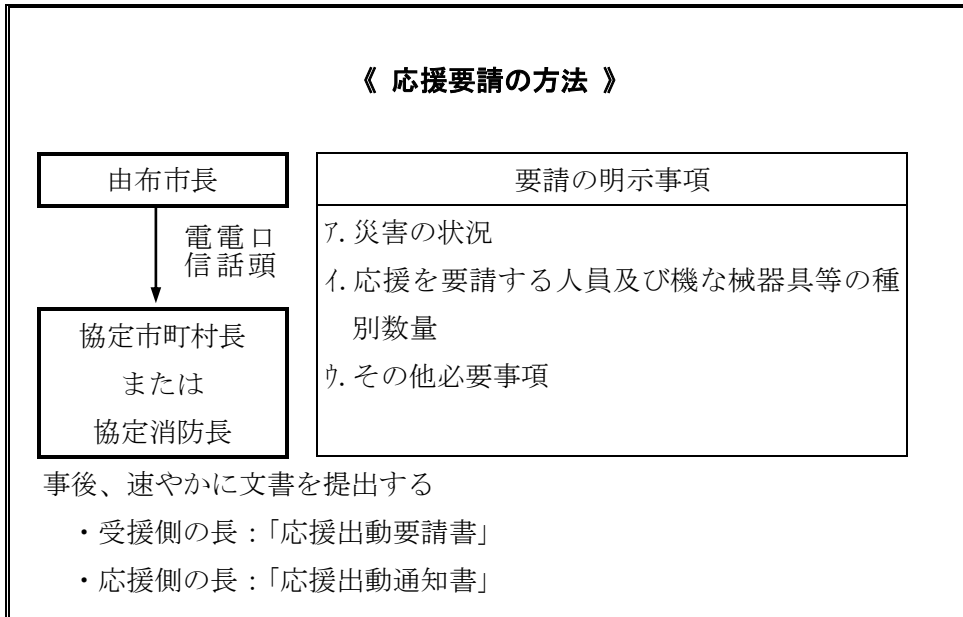 《 応援要請の方法 》
由布市長
電電口
信話頭
協定市町村長
または
協定消防長
要請の明示事項
ｱ.災害の状況
ｲ.応援を要請する人員及び機な械器具等の種
別数量
ｳ.その他必要事項
事後、速やかに文書を提出する
・受援側の長：「応援出動要請書」
・応援側の長：「応援出動通知書」